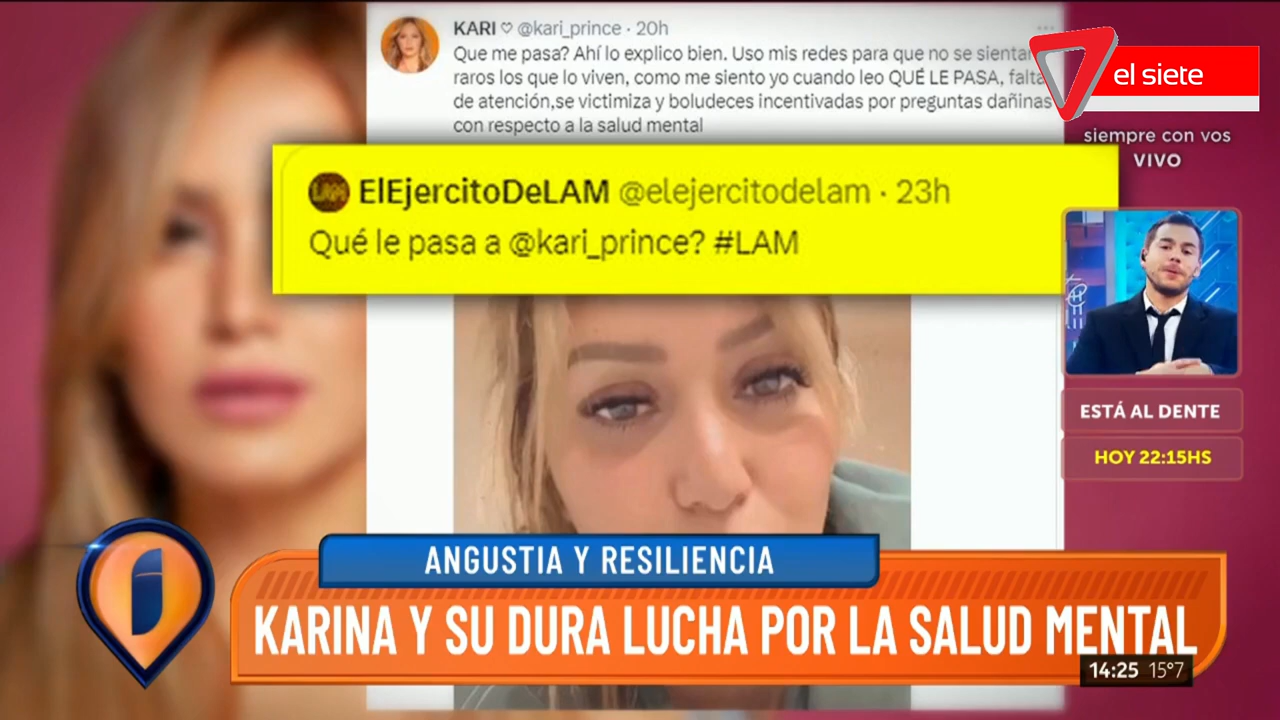 KARI ♡ @kari_prince · 20h
Que me pasa? Ahí lo explico bien. Uso mis redes para que no se sientan
raros los que lo viven, como me siento yo cuando leo QUÉ LE PASA, falta
de atención,se victimiza y boludeces incentivadas por preguntas dañinas
con respecto a la salud mental
el siete
siempre con vos
VIVO
LAM ElEjercitoDeLAM @elejercitodelam · 23h
Qué le pasa a @kari_prince? #LAM
ESTÁ AL DENTE
HOY 22:15HS
ANGUSTIA Y RESILIENCIA
KARINA Y SU DURA LUCHA POR LA SALUD MENTAL
14:25 15°7